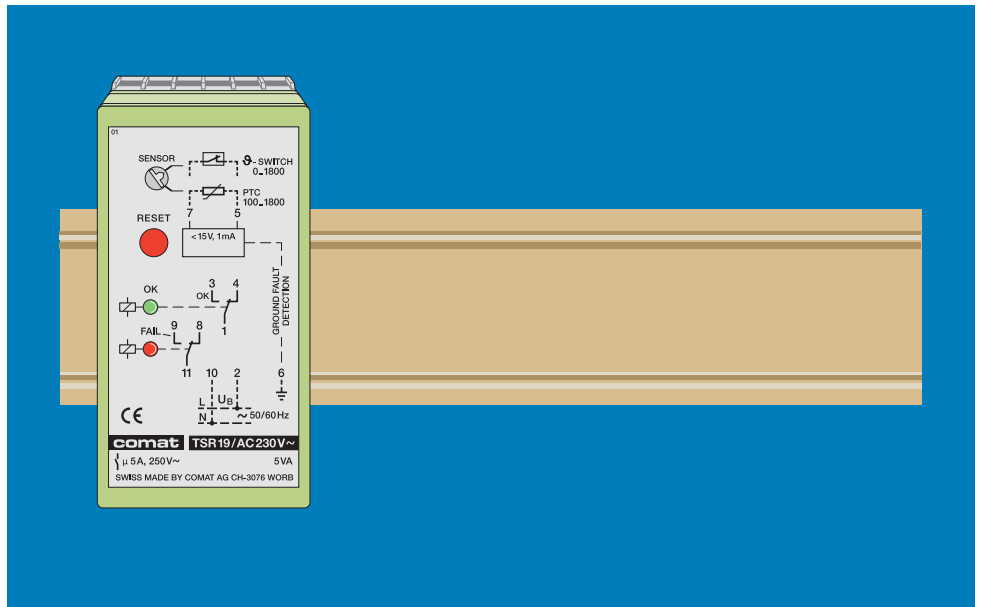 01
SENSOR
ϑ-SWITCH
0...1800
PTC
100...1800
RESET
7 5
<15V, 1mA
OK
3 4
OK
1
GROUND FAULT
DETECTION
FAIL
9 8
11 10 2 6
L UB
N ~ 50/60Hz
CE
comat TSR19/AC230V~
µ 5A, 250V~ 5VA
SWISS MADE BY COMAT AG CH-3076 WORB